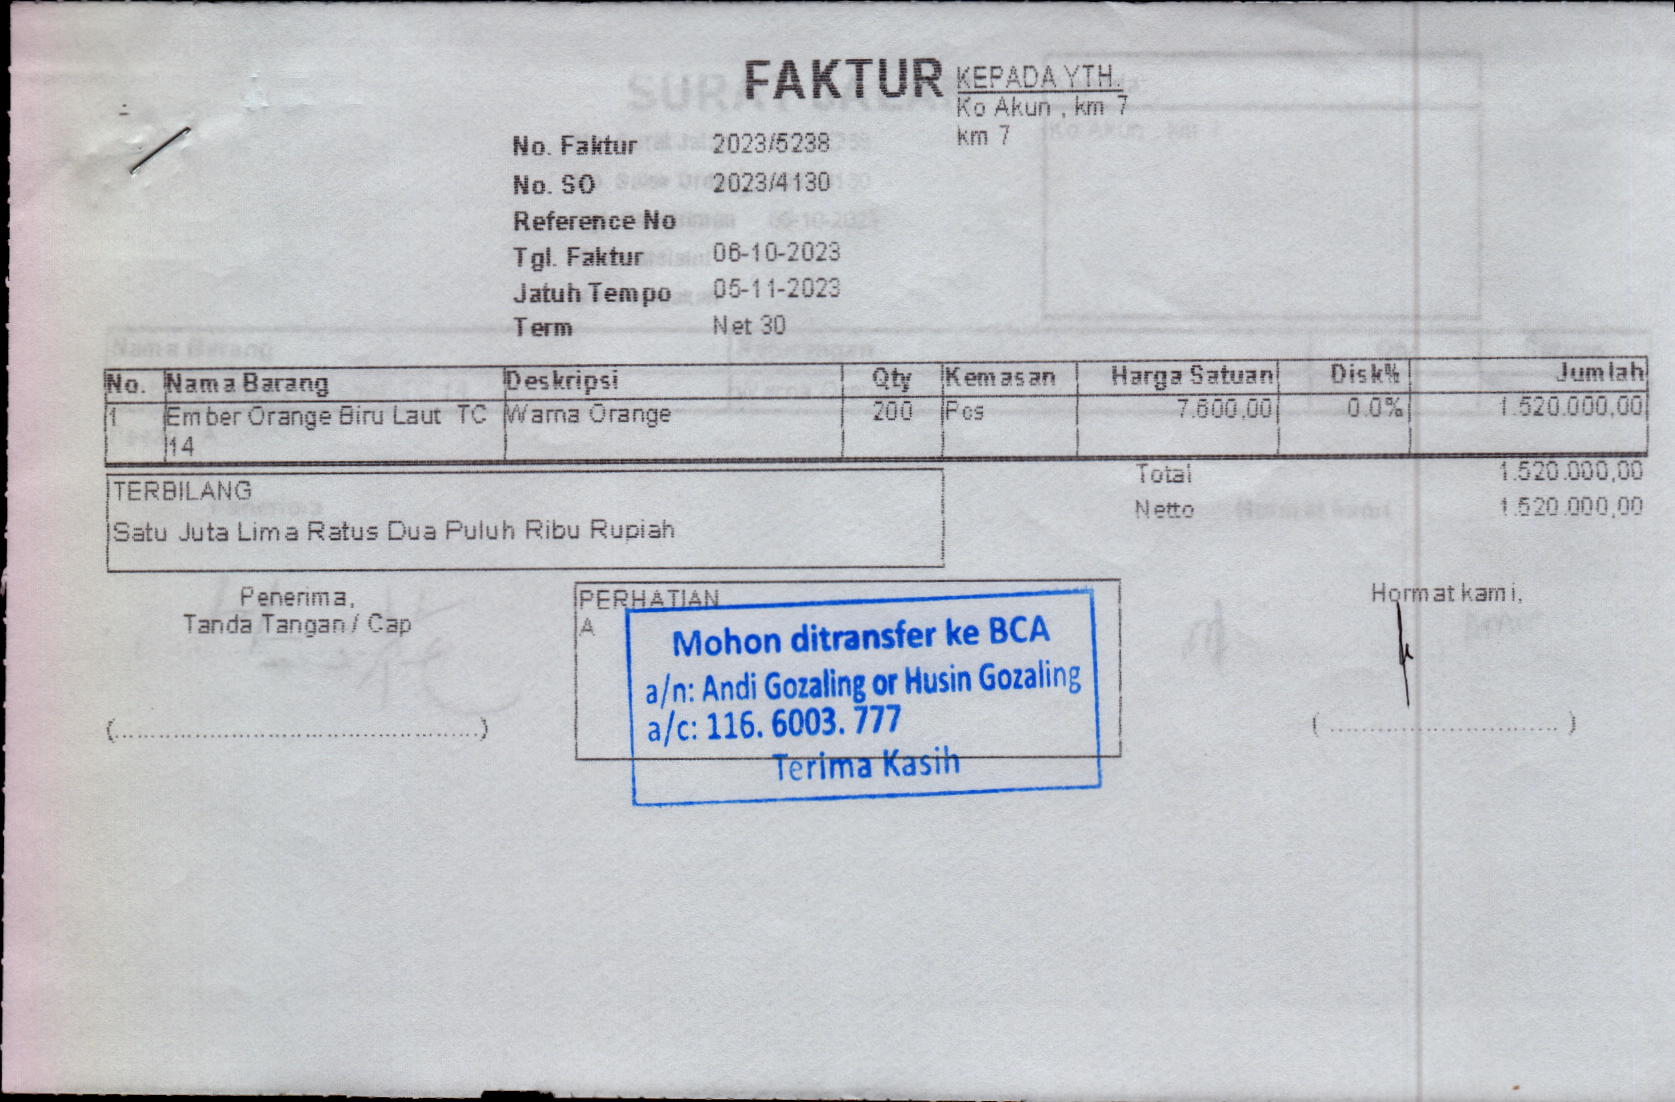 FAKTUR
KEPADA YTH.
Ko Akun , km 7
km 7
No. Faktur 2023/5238
No. SO 2023/4130
Reference No
Tgl. Faktur 06-10-2023
Jatuh Tempo 05-11-2023
Term Net 30
No. Nama Barang Deskripsi Qty Kemasan Harga Satuan Disk% Jumlah
1 Ember Orange Biru Laut TC Warna Orange 200 Pcs 7.600,00 0.0% 1.520.000,00
14
Total 1.520.000,00
Netto 1.520.000,00
TERBILANG
Satu Juta Lima Ratus Dua Puluh Ribu Rupiah
Penerima,
Tanda Tangan / Cap
(................................................)
PERHATIAN
A
Mohon ditransfer ke BCA
a/n: Andi Gozaling or Husin Gozaling
a/c: 116. 6003. 777
Terima Kasih
Hormat kami,
( .............................. )